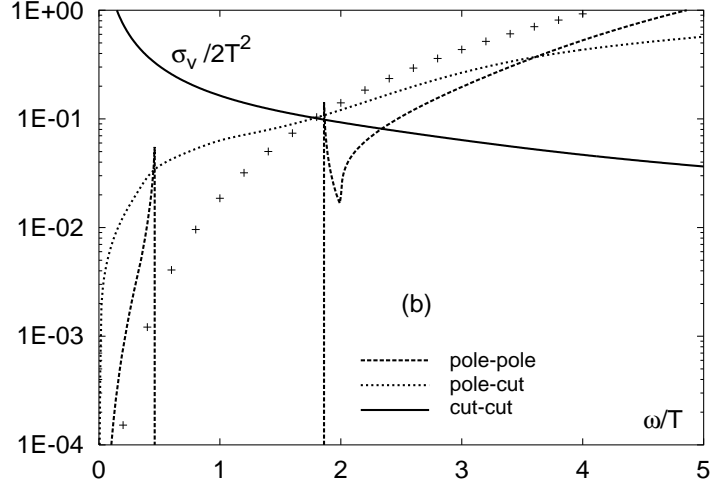 1E+00
σv/2T²
1E-01
1E-02
1E-03
(b)
pole-pole
pole-cut
cut-cut
ω/T
1E-04
0 1 2 3 4 5